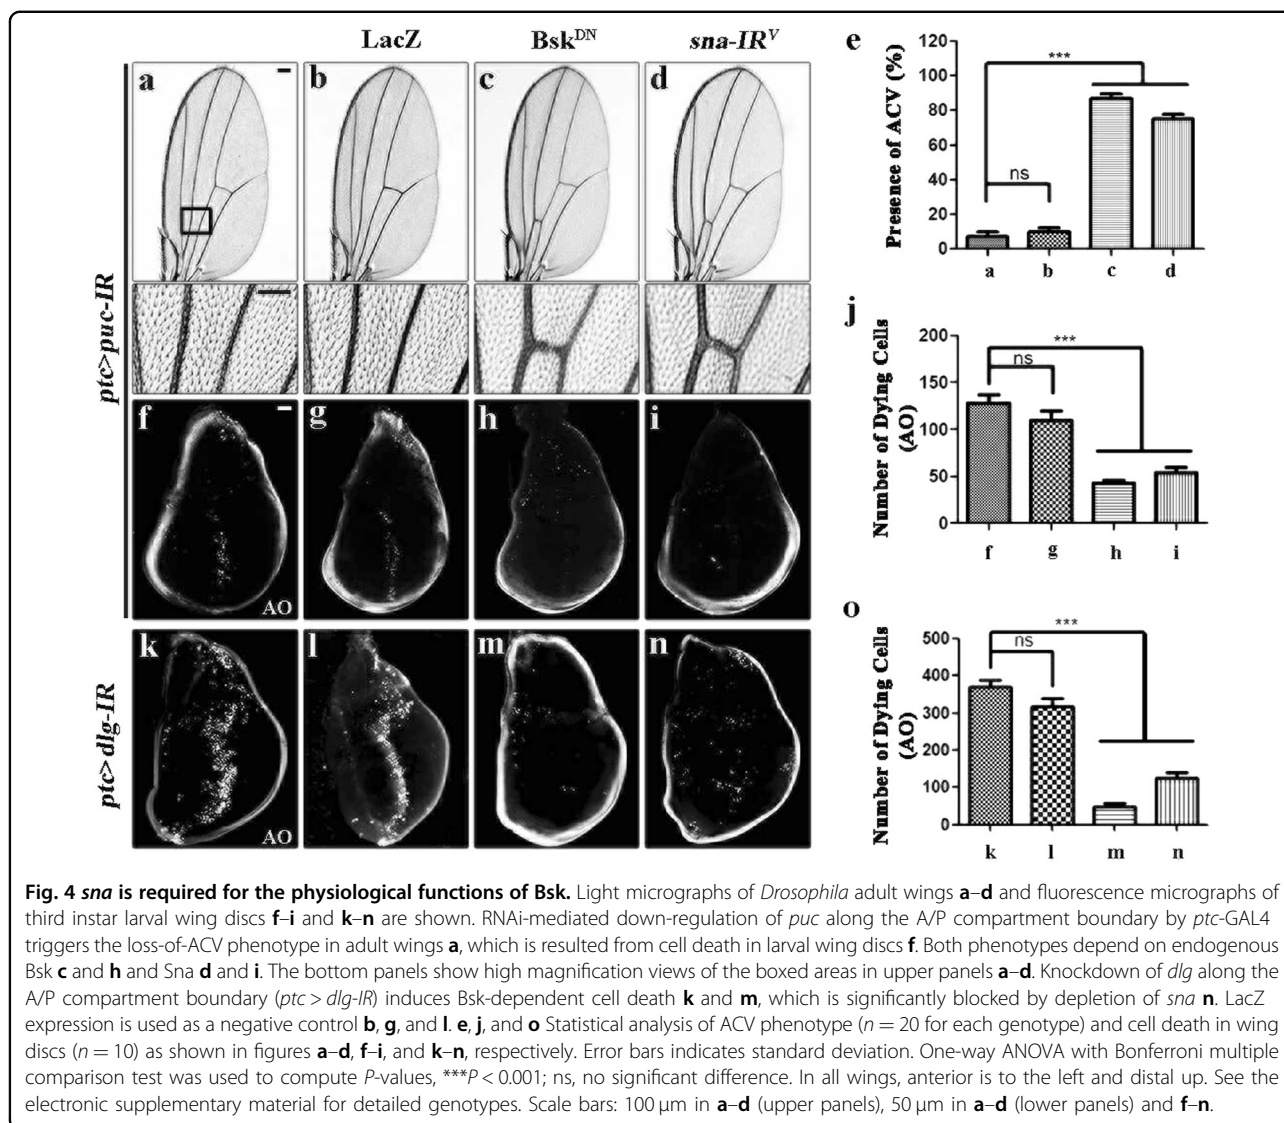 LacZ
Bsk^DN
sna-IR^V
ptc>puc-IR
a
b
c
d
e
Presence of ACV (%)
120
100
80
60
40
20
0
***
ns
a
b
c
d
f
AO
g
h
i
j
Number of Dying Cells
(AO)
200
150
100
50
0
***
ns
f
g
h
i
ptc>dlg-IR
k
AO
l
m
n
o
Number of Dying Cells
(AO)
500
400
300
200
100
0
***
ns
k
l
m
n
Fig. 4 sna is required for the physiological functions of Bsk. Light micrographs of Drosophila adult wings a–d and fluorescence micrographs of
third instar larval wing discs f–i and k–n are shown. RNAi-mediated down-regulation of puc along the A/P compartment boundary by ptc-GAL4
triggers the loss-of-ACV phenotype in adult wings a, which is resulted from cell death in larval wing discs f. Both phenotypes depend on endogenous
Bsk c and h and Sna d and i. The bottom panels show high magnification views of the boxed areas in upper panels a–d. Knockdown of dlg along the
A/P compartment boundary (ptc > dlg-IR) induces Bsk-dependent cell death k and m, which is significantly blocked by depletion of sna n. LacZ
expression is used as a negative control b, g, and l. e, j, and o Statistical analysis of ACV phenotype (n = 20 for each genotype) and cell death in wing
discs (n = 10) as shown in figures a–d, f–i, and k–n, respectively. Error bars indicates standard deviation. One-way ANOVA with Bonferroni multiple
comparison test was used to compute P-values, ***P < 0.001; ns, no significant difference. In all wings, anterior is to the left and distal up. See the
electronic supplementary material for detailed genotypes. Scale bars: 100 μm in a–d (upper panels), 50 μm in a–d (lower panels) and f–n.